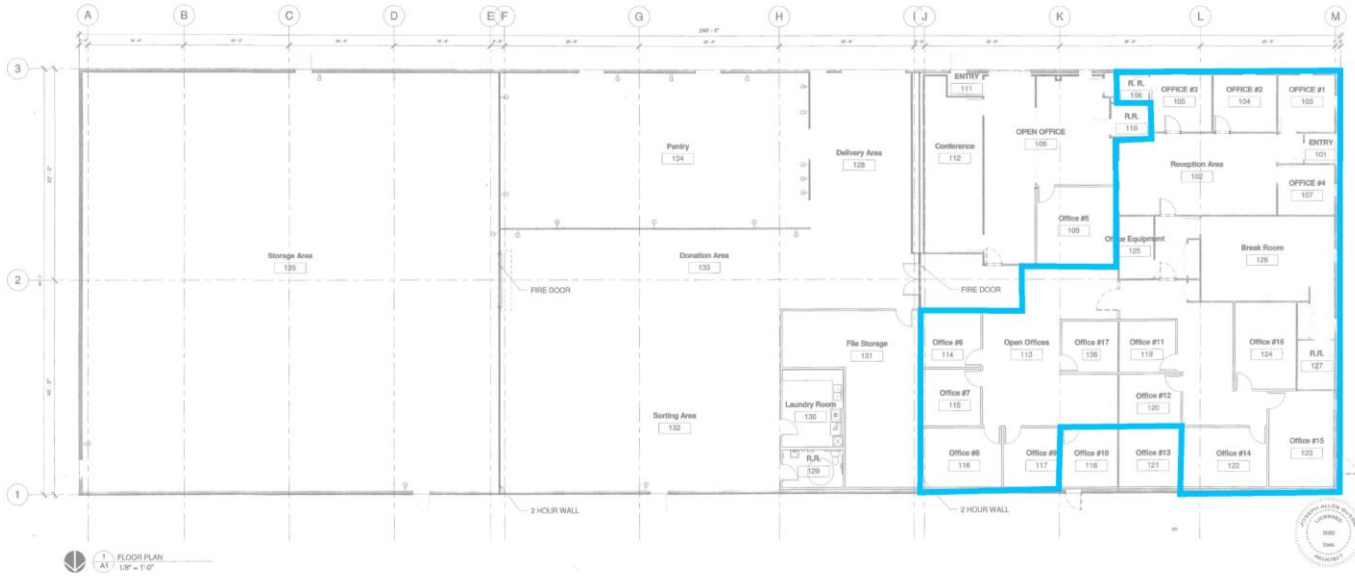 A B C D E F G H J K L M
240' - 0"
3
ENTRY
111
R. R.
106
OFFICE #3
105
OFFICE #2
104
OFFICE #1
103
R.R.
110
OPEN OFFICE
108
Pantry
134
Delivery Area
128
Conference
112
ENTRY
101
Reception Area
102
OFFICE #4
107
Office #5
109
Office Equipment
125
Break Room
126
Storage Area
135
Donation Area
133
2
FIRE DOOR
FIRE DOOR
File Storage
131
Office #6
114
Open Offices
113
Office #17
138
Office #11
119
Office #16
124
R.R.
127
Office #7
115
Office #12
120
Laundry Room
130
Sorting Area
132
Office #8
116
Office #9
117
Office #10
118
Office #13
121
Office #14
122
Office #15
123
R.R.
129
1
2 HOUR WALL
2 HOUR WALL
1
A1
FLOOR PLAN
1/8" = 1'-0"
LICENSED
ARCHITECT